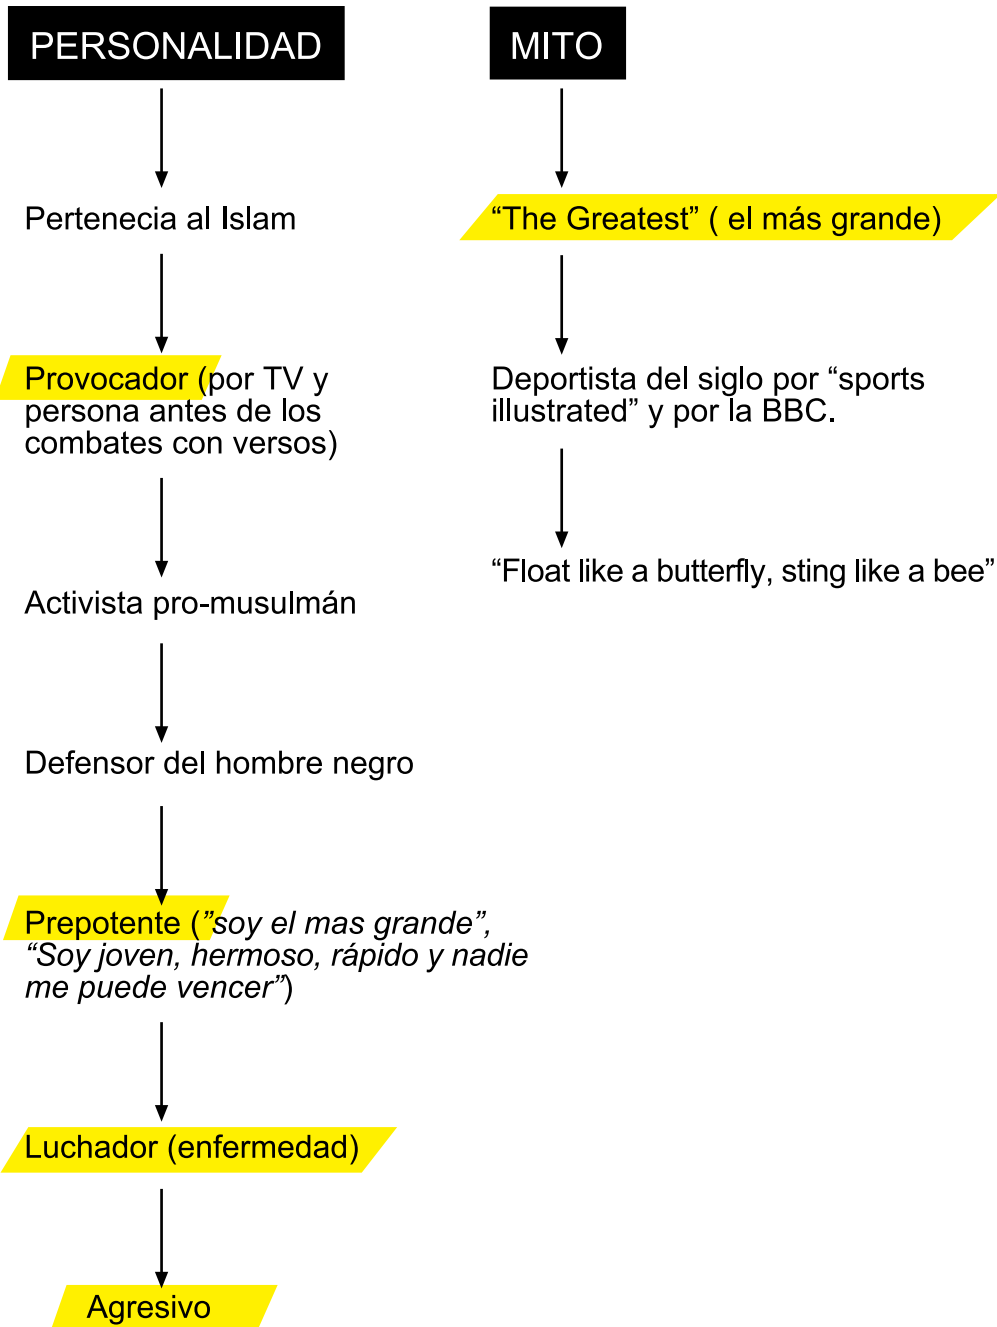 PERSONALIDAD
Pertenecia al Islam
Provocador (por TV y
persona antes de los
combates con versos)
Activista pro-musulmán
Defensor del hombre negro
Prepotente (”soy el mas grande”,
“Soy joven, hermoso, rápido y nadie
me puede vencer”)
Luchador (enfermedad)
Agresivo
MITO
“The Greatest” ( el más grande)
Deportista del siglo por “sports
illustrated” y por la BBC.
“Float like a butterfly, sting like a bee”